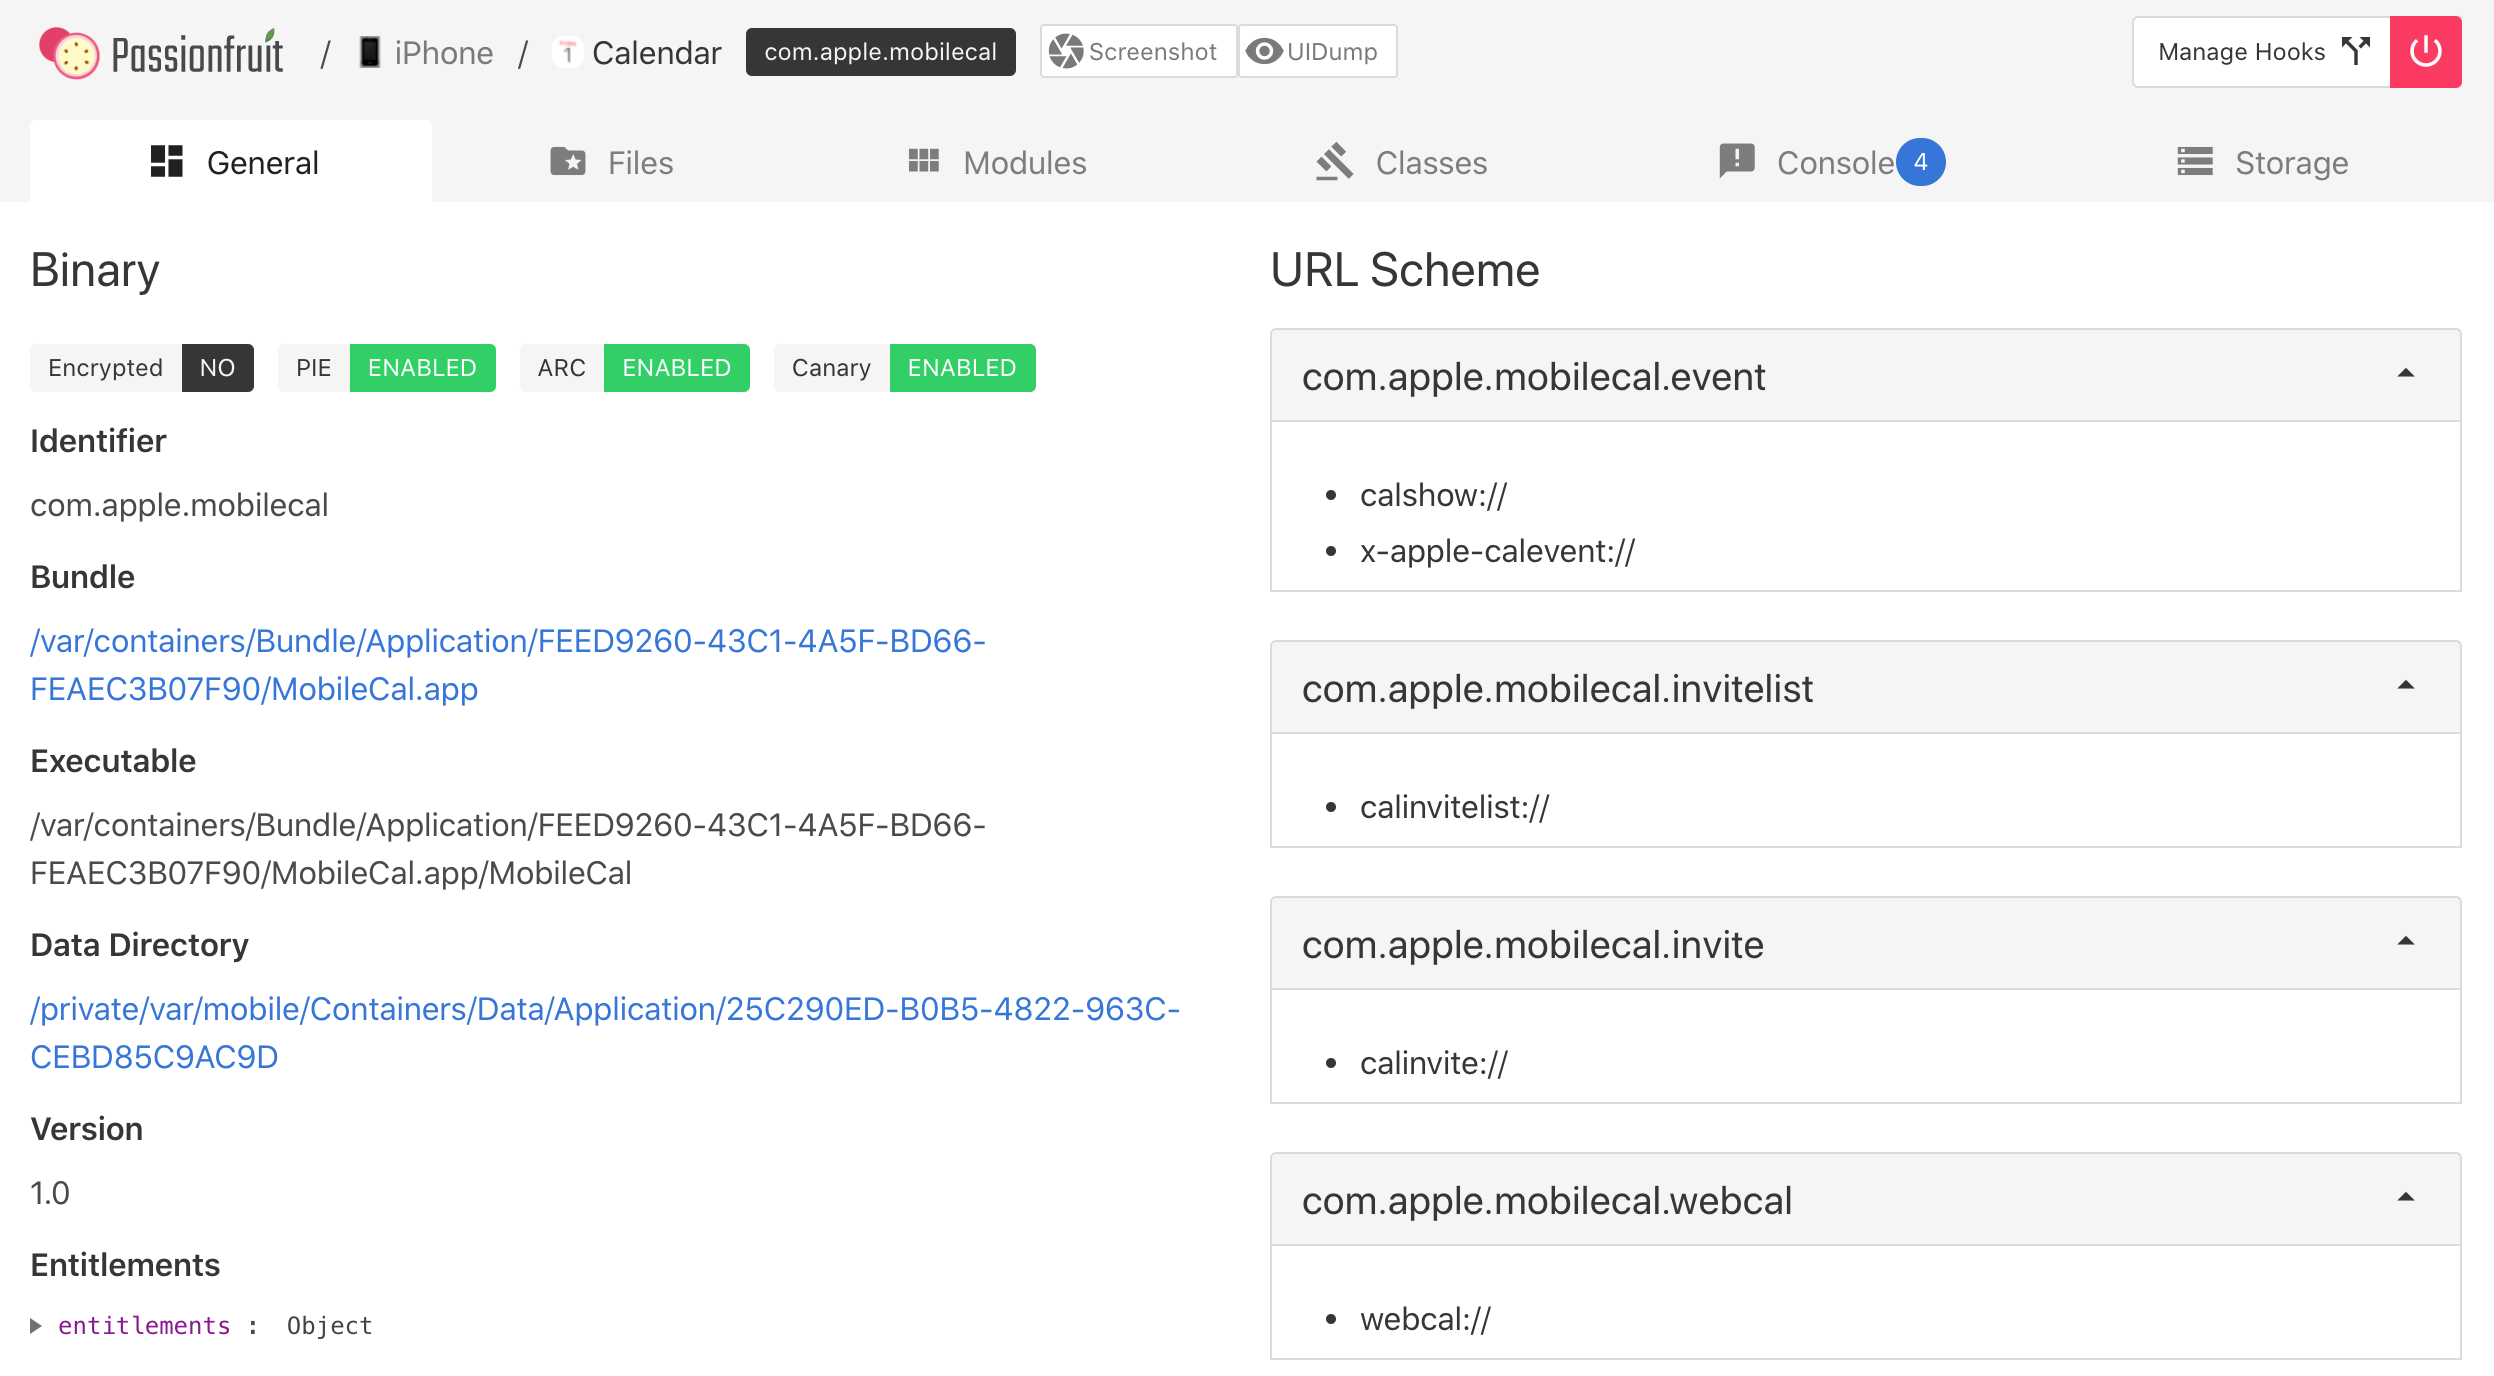 Passionfruit / iPhone / Calendar com.apple.mobilecal Screenshot UIDump Manage Hooks
General Files Modules Classes Console 4 Storage
Binary
Encrypted NO PIE ENABLED ARC ENABLED Canary ENABLED
Identifier
com.apple.mobilecal
Bundle
/var/containers/Bundle/Application/FEED9260-43C1-4A5F-BD66-
FEAEC3B07F90/MobileCal.app
Executable
/var/containers/Bundle/Application/FEED9260-43C1-4A5F-BD66-
FEAEC3B07F90/MobileCal.app/MobileCal
Data Directory
/private/var/mobile/Containers/Data/Application/25C290ED-B0B5-4822-963C-
CEBD85C9AC9D
Version
1.0
Entitlements
entitlements : Object
URL Scheme
com.apple.mobilecal.event
• calshow://
• x-apple-calevent://
com.apple.mobilecal.invitelist
• calinvitelist://
com.apple.mobilecal.invite
• calinvite://
com.apple.mobilecal.webcal
• webcal://